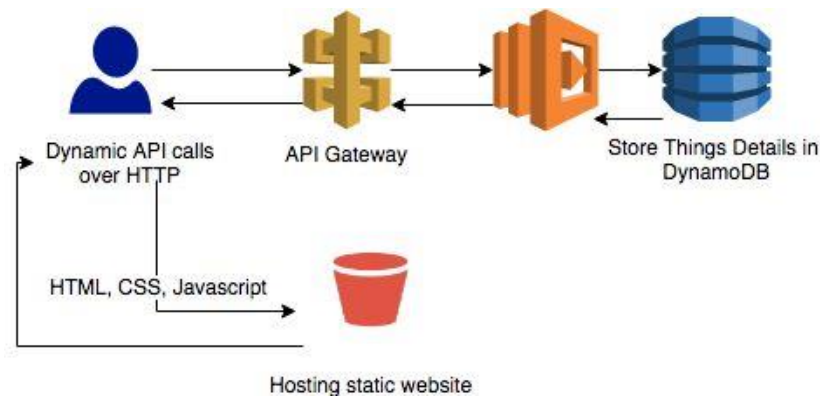 Dynamic API calls
over HTTP
API Gateway
Store Things Details in
DynamoDB
HTML, CSS, Javascript
Hosting static website